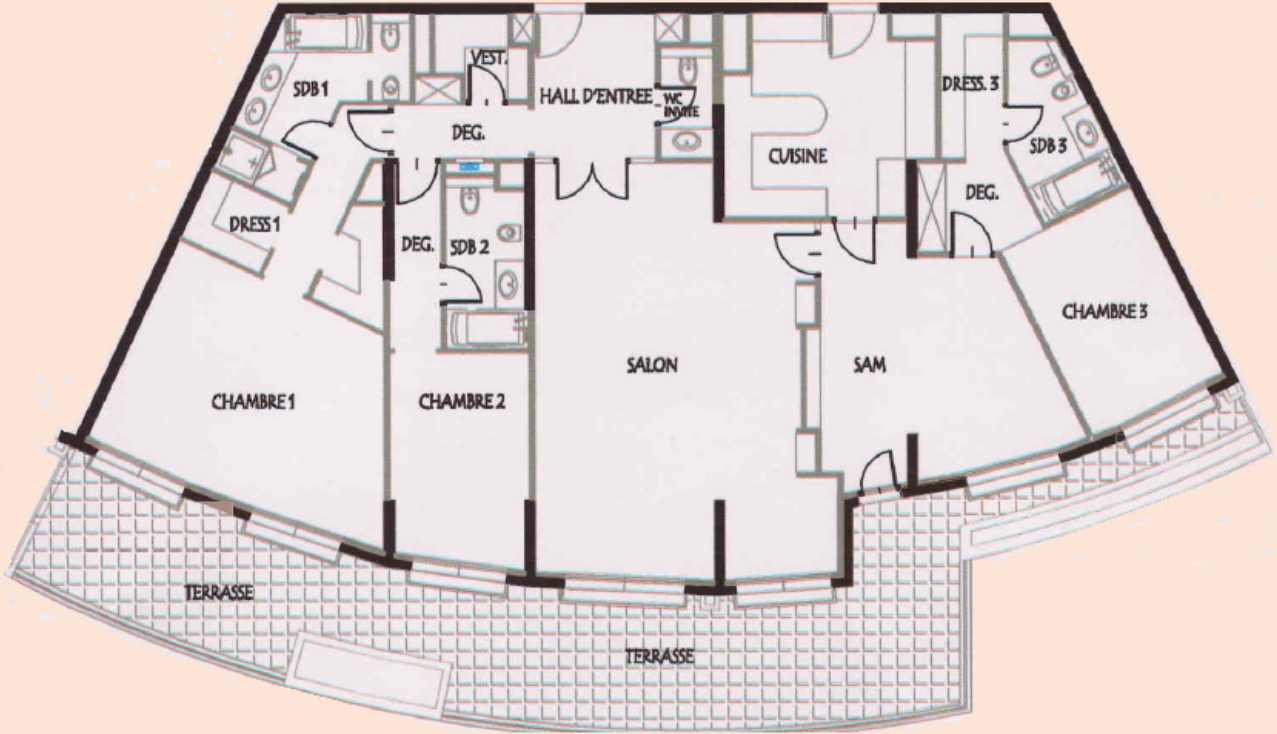 VEST.
SDB 1
HALL D'ENTREE
WC
INVITE
DRESS. 3
DEG.
CUISINE
SDB 3
DEG.
DRESS 1
DEG.
SDB 2
CHAMBRE 3
SALON
SAM
CHAMBRE 1
CHAMBRE 2
TERRASSE
TERRASSE